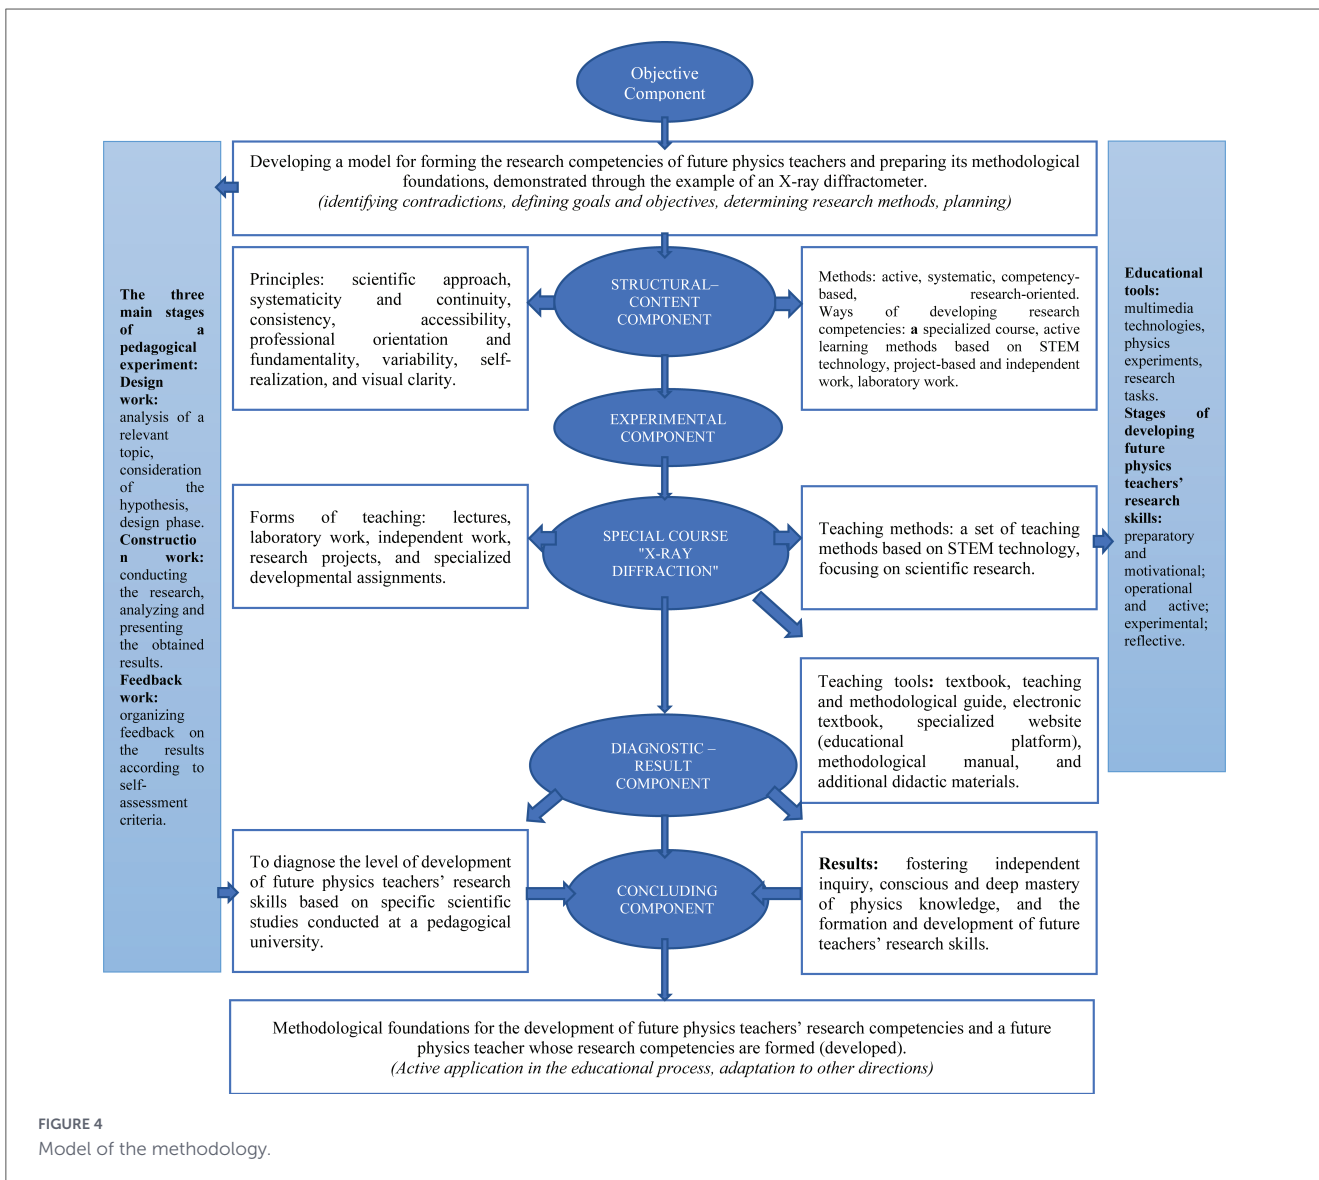 Objective
Component
Developing a model for forming the research competencies of future physics teachers and preparing its methodological
foundations, demonstrated through the example of an X-ray diffractometer.
(identifying contradictions, defining goals and objectives, determining research methods, planning)
The three
main stages
of a
pedagogical
experiment:
Design
work:
analysis of a
relevant
topic,
consideration
of the
hypothesis,
design phase.
Constructio
n work:
conducting
the research,
analyzing and
presenting
the obtained
results.
Feedback
work:
organizing
feedback on
the results
according to
self-
assessment
criteria.
Principles: scientific approach,
systematicity and continuity,
consistency, accessibility,
professional orientation and
fundamentality, variability, self-
realization, and visual clarity.
STRUCTURAL–
CONTENT
COMPONENT
Methods: active, systematic, competency-
based, research-oriented.
Ways of developing research
competencies: a specialized course, active
learning methods based on STEM
technology, project-based and independent
work, laboratory work.
Educational
tools:
multimedia
technologies,
physics
experiments,
research
tasks.
Stages of
developing
future
physics
teachers’
research
skills:
preparatory
and
motivational;
operational
and active;
experimental;
reflective.
EXPERIMENTAL
COMPONENT
Forms of teaching: lectures,
laboratory work, independent work,
research projects, and specialized
developmental assignments.
SPECIAL COURSE
"X-RAY
DIFFRACTION"
Teaching methods: a set of teaching
methods based on STEM technology,
focusing on scientific research.
Teaching tools: textbook, teaching
and methodological guide, electronic
textbook, specialized website
(educational platform),
methodological manual, and
additional didactic materials.
DIAGNOSTIC –
RESULT
COMPONENT
To diagnose the level of development
of future physics teachers’ research
skills based on specific scientific
studies conducted at a pedagogical
university.
CONCLUDING
COMPONENT
Results: fostering independent
inquiry, conscious and deep mastery
of physics knowledge, and the
formation and development of future
teachers’ research skills.
Methodological foundations for the development of future physics teachers’ research competencies and a future
physics teacher whose research competencies are formed (developed).
(Active application in the educational process, adaptation to other directions)
FIGURE 4
Model of the methodology.